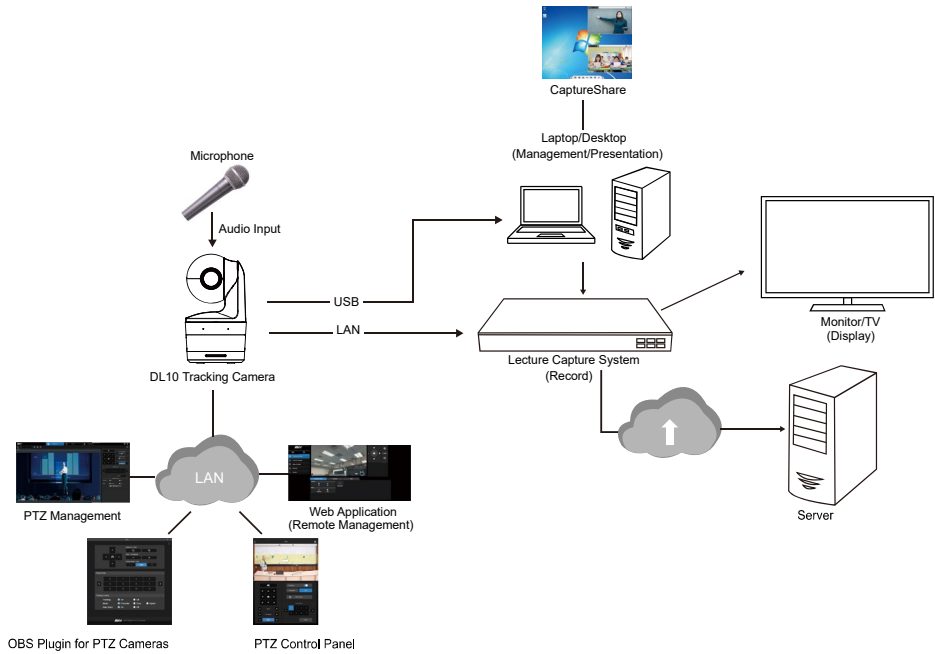 CaptureShare
Laptop/Desktop
(Management/Presentation)
Microphone
Audio Input
USB
LAN
Monitor/TV
(Display)
Lecture Capture System
(Record)
DL10 Tracking Camera
LAN
PTZ Management
Web Application
(Remote Management)
Server
OBS Plugin for PTZ Cameras
PTZ Control Panel